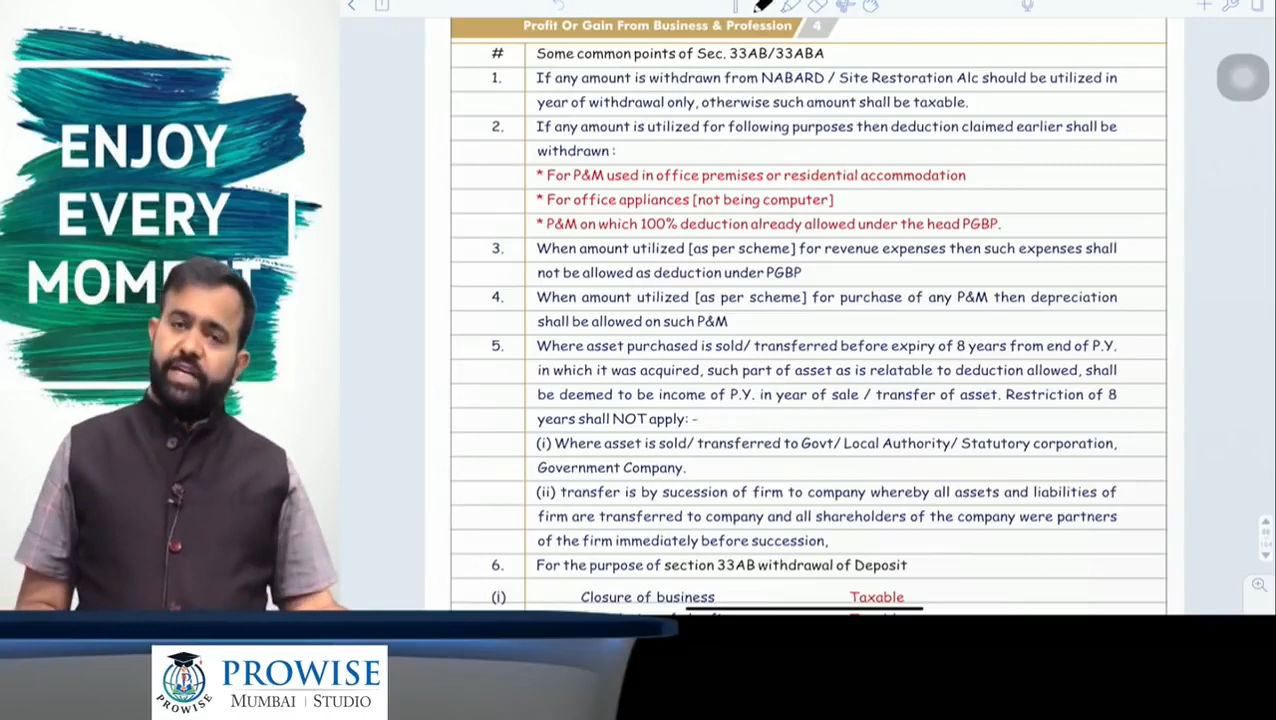 ENJOY
EVERY
MOMENT
Profit Or Gain From Business & Profession 4
# Some common points of Sec. 33AB/33ABA
1. If any amount is withdrawn from NABARD / Site Restoration Alc should be utilized in
year of withdrawal only, otherwise such amount shall be taxable.
2. If any amount is utilized for following purposes then deduction claimed earlier shall be
withdrawn :
* For P&M used in office premises or residential accommodation
* For office appliances [not being computer]
* P&M on which 100% deduction already allowed under the head PGBP.
3. When amount utilized [as per scheme] for revenue expenses then such expenses shall
not be allowed as deduction under PGBP
4. When amount utilized [as per scheme] for purchase of any P&M then depreciation
shall be allowed on such P&M
5. Where asset purchased is sold/ transferred before expiry of 8 years from end of P.Y.
in which it was acquired, such part of asset as is relatable to deduction allowed, shall
be deemed to be income of P.Y. in year of sale / transfer of asset. Restriction of 8
years shall NOT apply: -
(i) Where asset is sold/ transferred to Govt/ Local Authority/ Statutory corporation,
Government Company.
(ii) transfer is by sucession of firm to company whereby all assets and liabilities of
firm are transferred to company and all shareholders of the company were partners
of the firm immediately before succession,
6. For the purpose of section 33AB withdrawal of Deposit
(i) Closure of business Taxable
PROWISE
PROWISE
MUMBAI | STUDIO